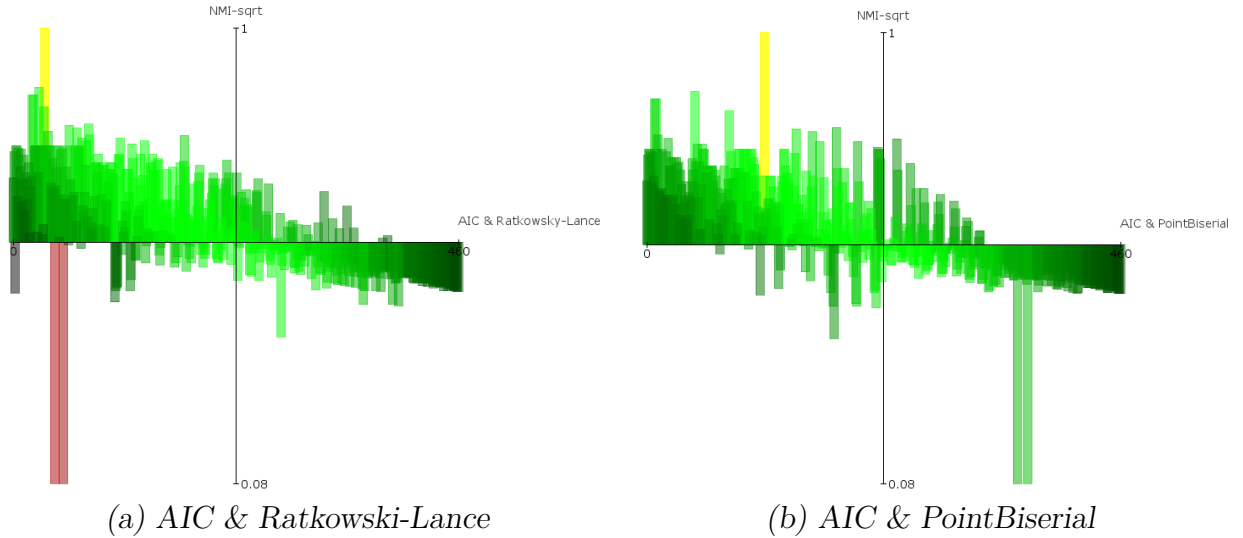 NMI-sqrt
1
AIC & Ratkowsky-Lance
0
460
0.08
(a) AIC & Ratkowski-Lance
NMI-sqrt
1
AIC & PointBiserial
0
460
0.08
(b) AIC & PointBiserial